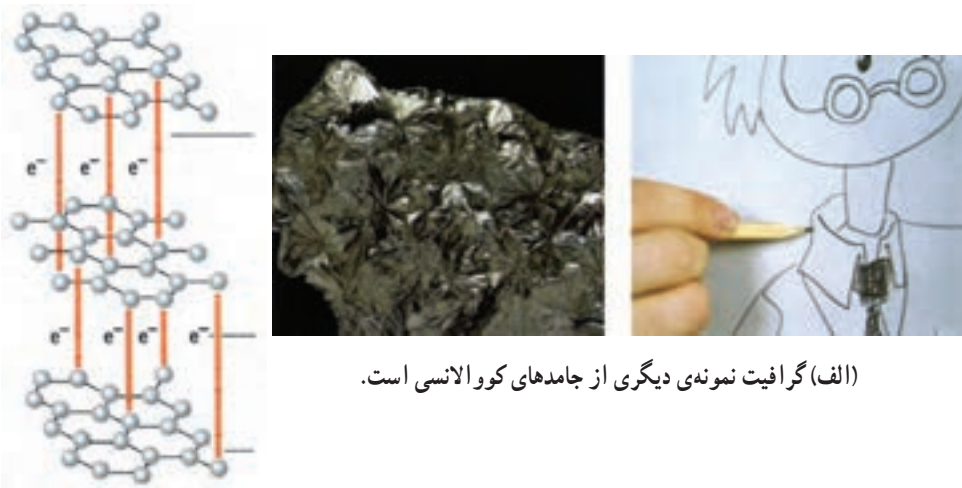 e⁻ e⁻ e⁻
e⁻ e⁻ e⁻ e⁻
(الف) گرافیت نمونه‌ی دیگری از جامدهای کووالانسی است.